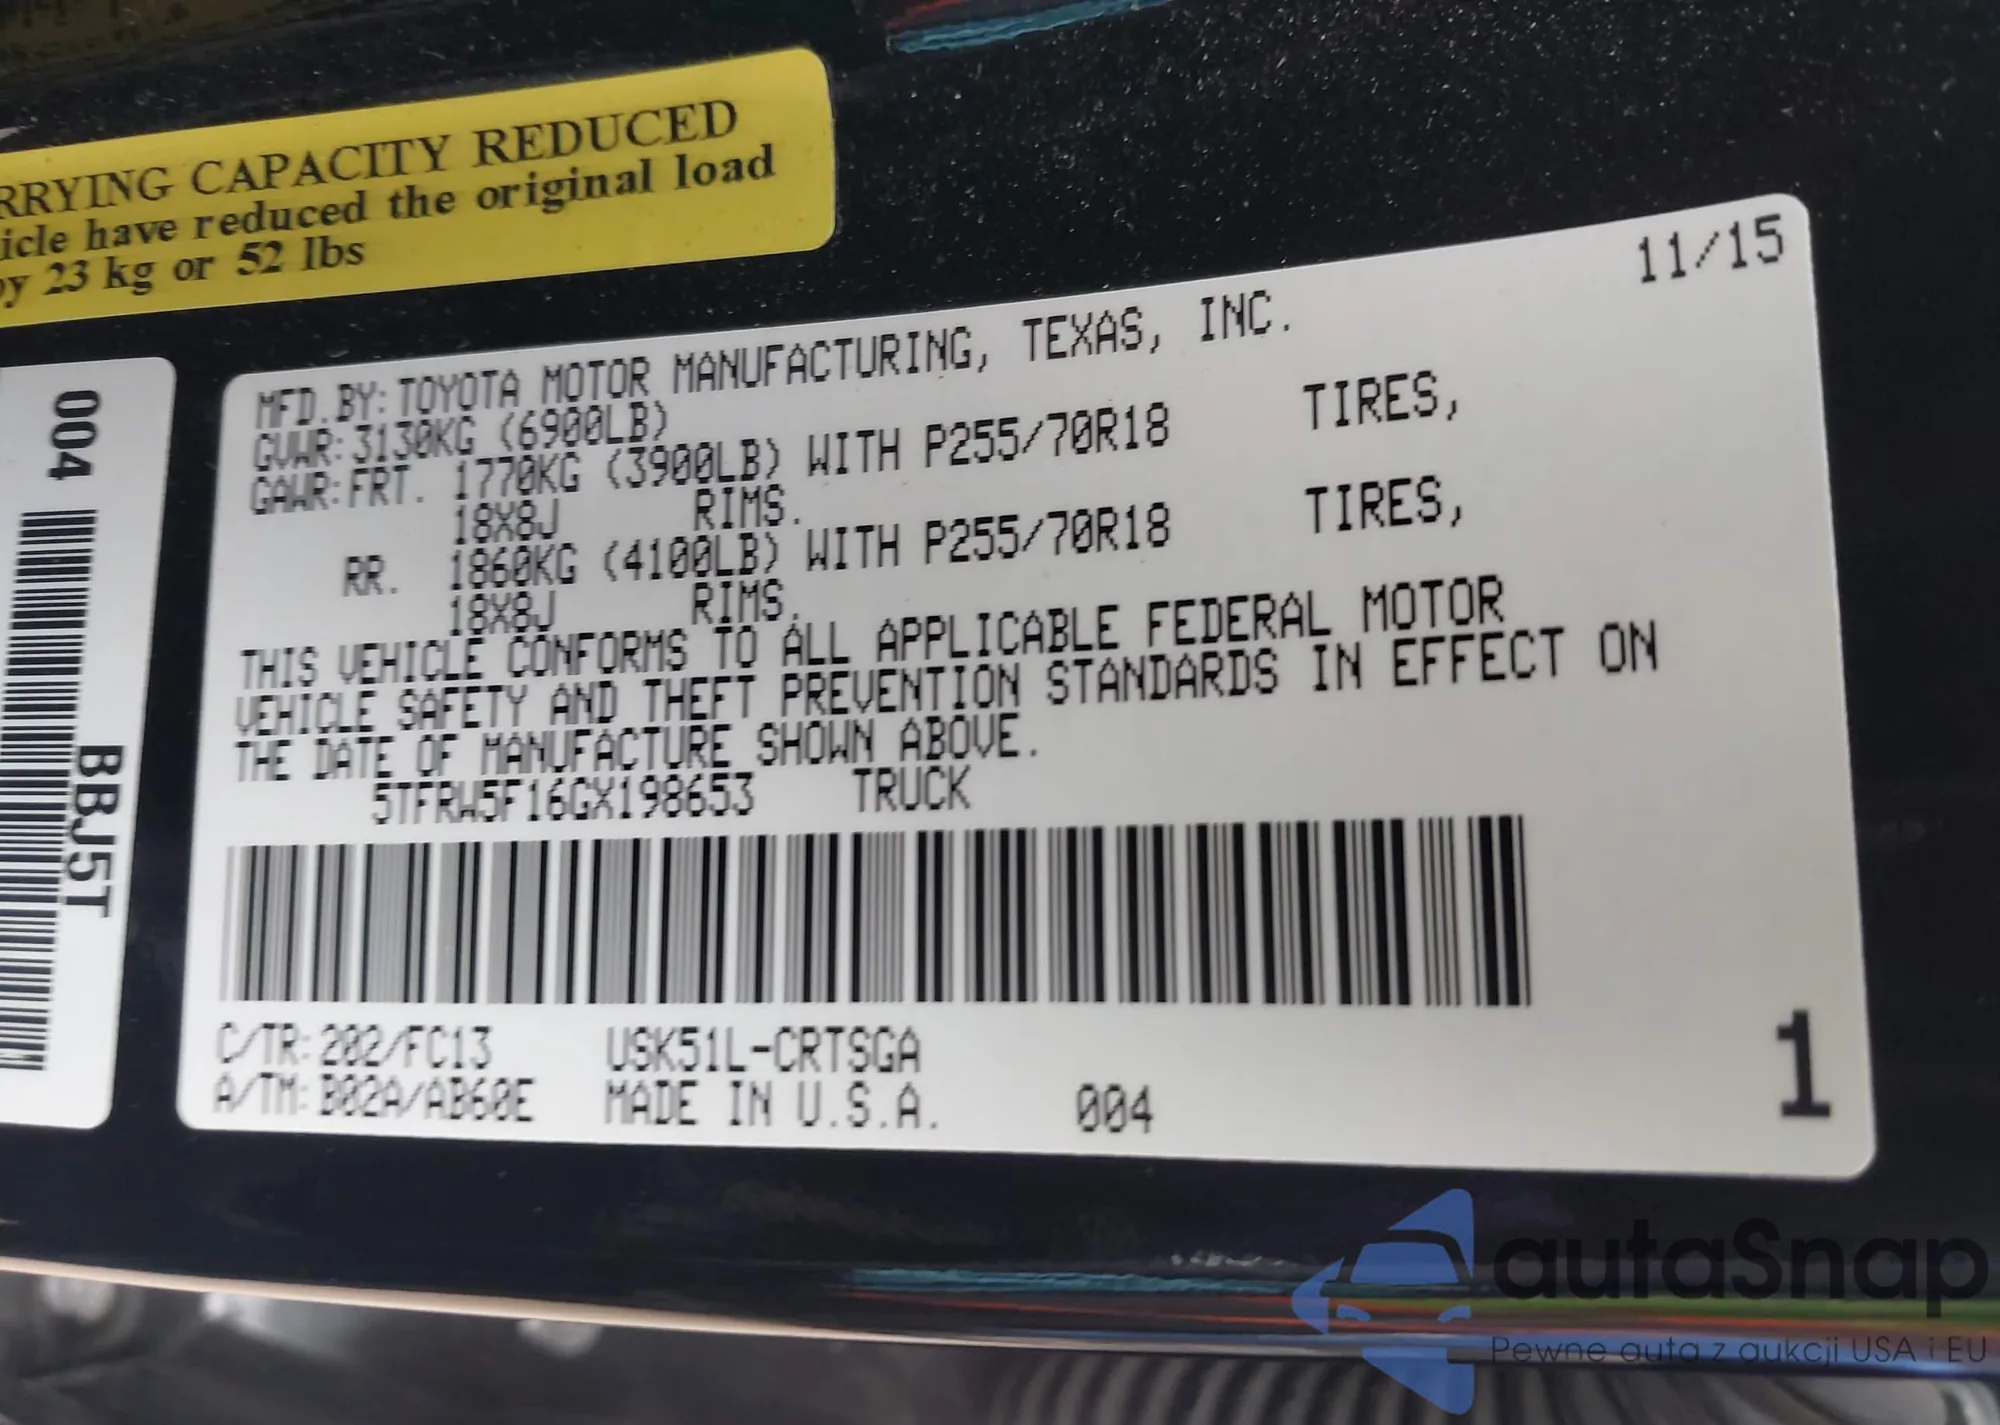 RRYING CAPACITY REDUCED
icle have reduced the original load
by 23 kg or 52 lbs
004
BBJ5T
11/15
MFD.BY: TOYOTA MOTOR MANUFACTURING, TEXAS, INC.
GVWR: 3130KG (6900LB)
GAWR: FRT. 1770KG (3900LB) WITH P255/70R18 TIRES,
18X8J RIMS.
RR. 1860KG (4100LB) WITH P255/70R18 TIRES,
18X8J RIMS.
THIS VEHICLE CONFORMS TO ALL APPLICABLE FEDERAL MOTOR
VEHICLE SAFETY AND THEFT PREVENTION STANDARDS IN EFFECT ON
THE DATE OF MANUFACTURE SHOWN ABOVE.
5TFRW5F16GX198653 TRUCK
C/TR: 202/FC13 USK51L-CRTSGA
A/TM: B02A/AB60E MADE IN U.S.A. 004
1
autaSnap
Pewne auta z aukcji USA i EU